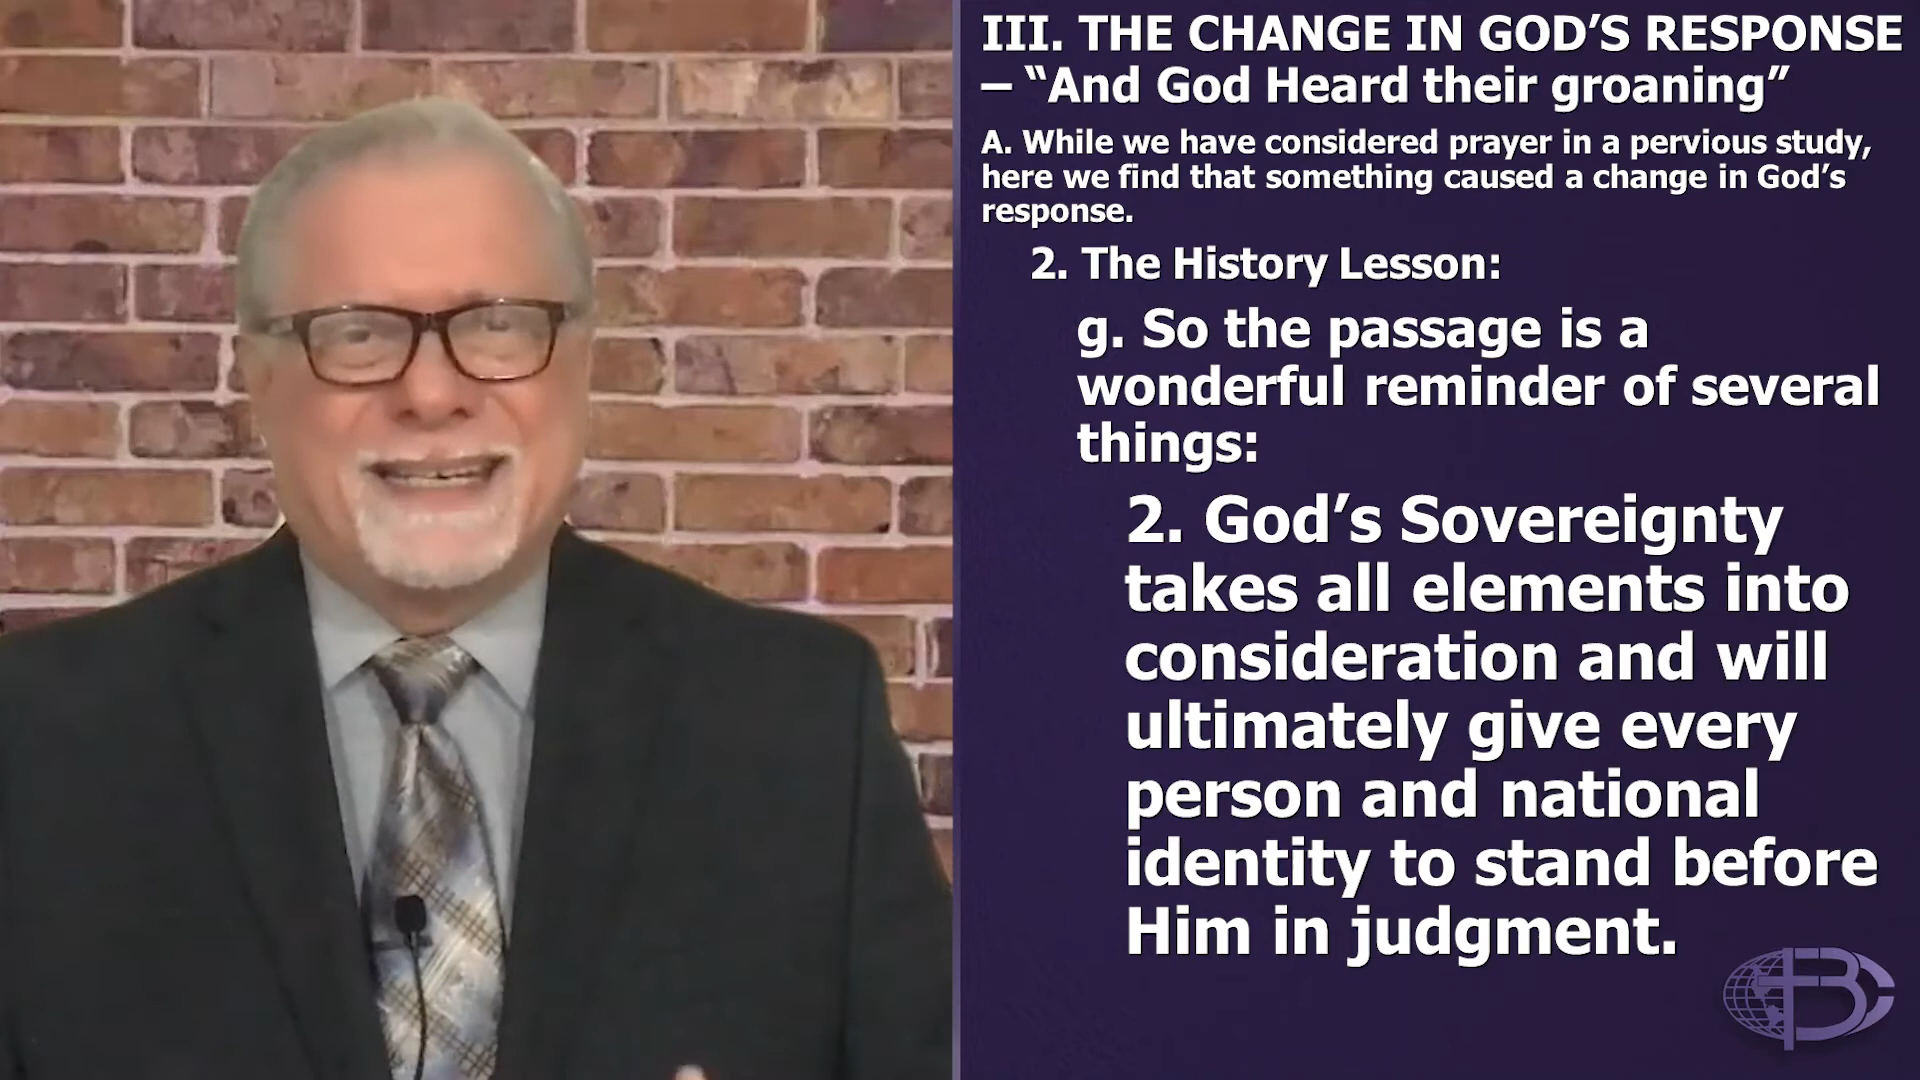 III. THE CHANGE IN GOD’S RESPONSE
– “And God Heard their groaning”
A. While we have considered prayer in a pervious study,
here we find that something caused a change in God’s
response.
2. The History Lesson:
g. So the passage is a
wonderful reminder of several
things:
2. God’s Sovereignty
takes all elements into
consideration and will
ultimately give every
person and national
identity to stand before
Him in judgment.
BC